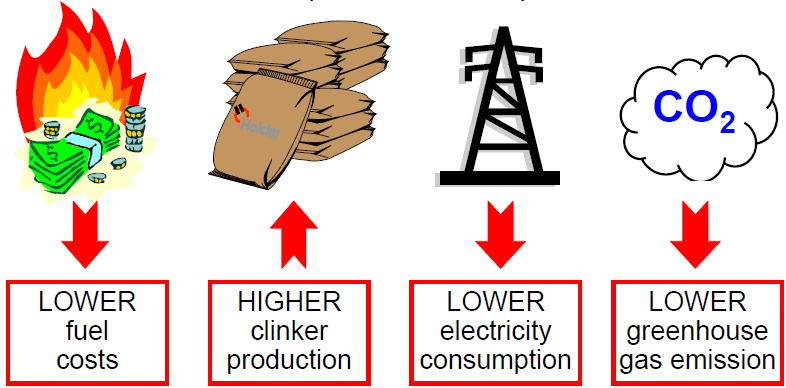 CO2
LOWER
fuel
costs
HIGHER
clinker
production
LOWER
electricity
consumption
LOWER
greenhouse
gas emission